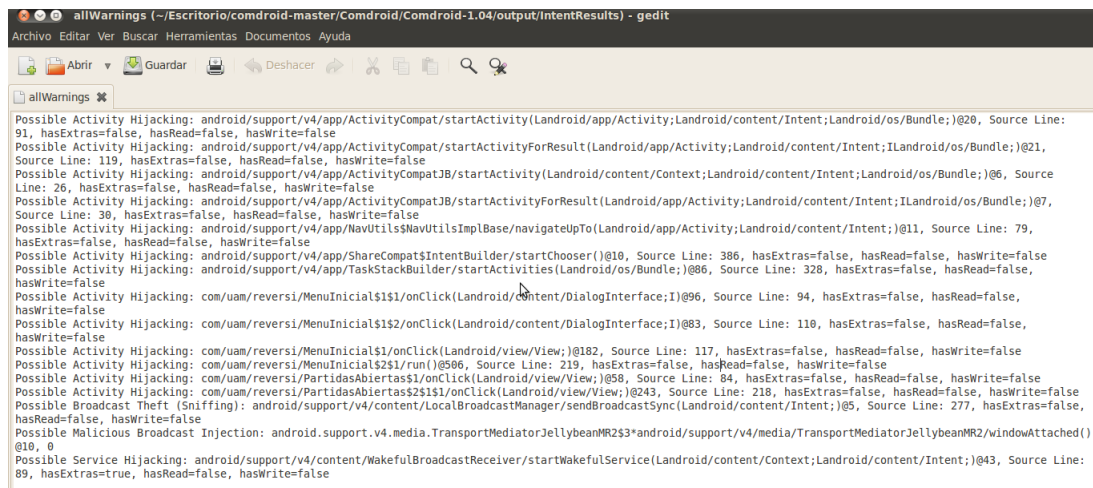 allWarnings (~/Escritorio/comdroid-master/Comdroid/Comdroid-1.04/output/IntentResults) - gedit
Archivo Editar Ver Buscar Herramientas Documentos Ayuda
Abrir Guardar Deshacer
allWarnings
Possible Activity Hijacking: android/support/v4/app/ActivityCompat/startActivity(Landroid/app/Activity;Landroid/content/Intent;Landroid/os/Bundle;)@20, Source Line:
91, hasExtras=false, hasRead=false, hasWrite=false
Possible Activity Hijacking: android/support/v4/app/ActivityCompat/startActivityForResult(Landroid/app/Activity;Landroid/content/Intent;ILandroid/os/Bundle;)@21,
Source Line: 119, hasExtras=false, hasRead=false, hasWrite=false
Possible Activity Hijacking: android/support/v4/app/ActivityCompatJB/startActivity(Landroid/content/Context;Landroid/content/Intent;Landroid/os/Bundle;)@6, Source
Line: 26, hasExtras=false, hasRead=false, hasWrite=false
Possible Activity Hijacking: android/support/v4/app/ActivityCompatJB/startActivityForResult(Landroid/app/Activity;Landroid/content/Intent;ILandroid/os/Bundle;)@7,
Source Line: 30, hasExtras=false, hasRead=false, hasWrite=false
Possible Activity Hijacking: android/support/v4/app/NavUtils$NavUtilsImplBase/navigateUpTo(Landroid/app/Activity;Landroid/content/Intent;)@11, Source Line: 79,
hasExtras=false, hasRead=false, hasWrite=false
Possible Activity Hijacking: android/support/v4/app/ShareCompat$IntentBuilder/startChooser()@10, Source Line: 386, hasExtras=false, hasRead=false, hasWrite=false
Possible Activity Hijacking: android/support/v4/app/TaskStackBuilder/startActivities(Landroid/os/Bundle;)@86, Source Line: 328, hasExtras=false, hasRead=false,
hasWrite=false
Possible Activity Hijacking: com/uam/reversi/MenuInicial$1$1/onClick(Landroid/content/DialogInterface;I)@96, Source Line: 94, hasExtras=false, hasRead=false,
hasWrite=false
Possible Activity Hijacking: com/uam/reversi/MenuInicial$1$2/onClick(Landroid/content/DialogInterface;I)@83, Source Line: 110, hasExtras=false, hasRead=false,
hasWrite=false
Possible Activity Hijacking: com/uam/reversi/MenuInicial$1/onClick(Landroid/view/View;)@182, Source Line: 117, hasExtras=false, hasRead=false, hasWrite=false
Possible Activity Hijacking: com/uam/reversi/MenuInicial$2$1/run()@506, Source Line: 219, hasExtras=false, hasRead=false, hasWrite=false
Possible Activity Hijacking: com/uam/reversi/PartidasAbiertas$1/onClick(Landroid/view/View;)@58, Source Line: 84, hasExtras=false, hasRead=false, hasWrite=false
Possible Activity Hijacking: com/uam/reversi/PartidasAbiertas$2$1$1/onClick(Landroid/view/View;)@243, Source Line: 218, hasExtras=false, hasRead=false, hasWrite=false
Possible Broadcast Theft (Sniffing): android/support/v4/content/LocalBroadcastManager/sendBroadcastSync(Landroid/content/Intent;)@5, Source Line: 277, hasExtras=false,
hasRead=false, hasWrite=false
Possible Malicious Broadcast Injection: android.support.v4.media.TransportMediatorJellybeanMR2$3*android/support/v4/media/TransportMediatorJellybeanMR2/windowAttached()
@10, 0
Possible Service Hijacking: android/support/v4/content/WakefulBroadcastReceiver/startWakefulService(Landroid/content/Context;Landroid/content/Intent;)@43, Source Line:
89, hasExtras=true, hasRead=false, hasWrite=false